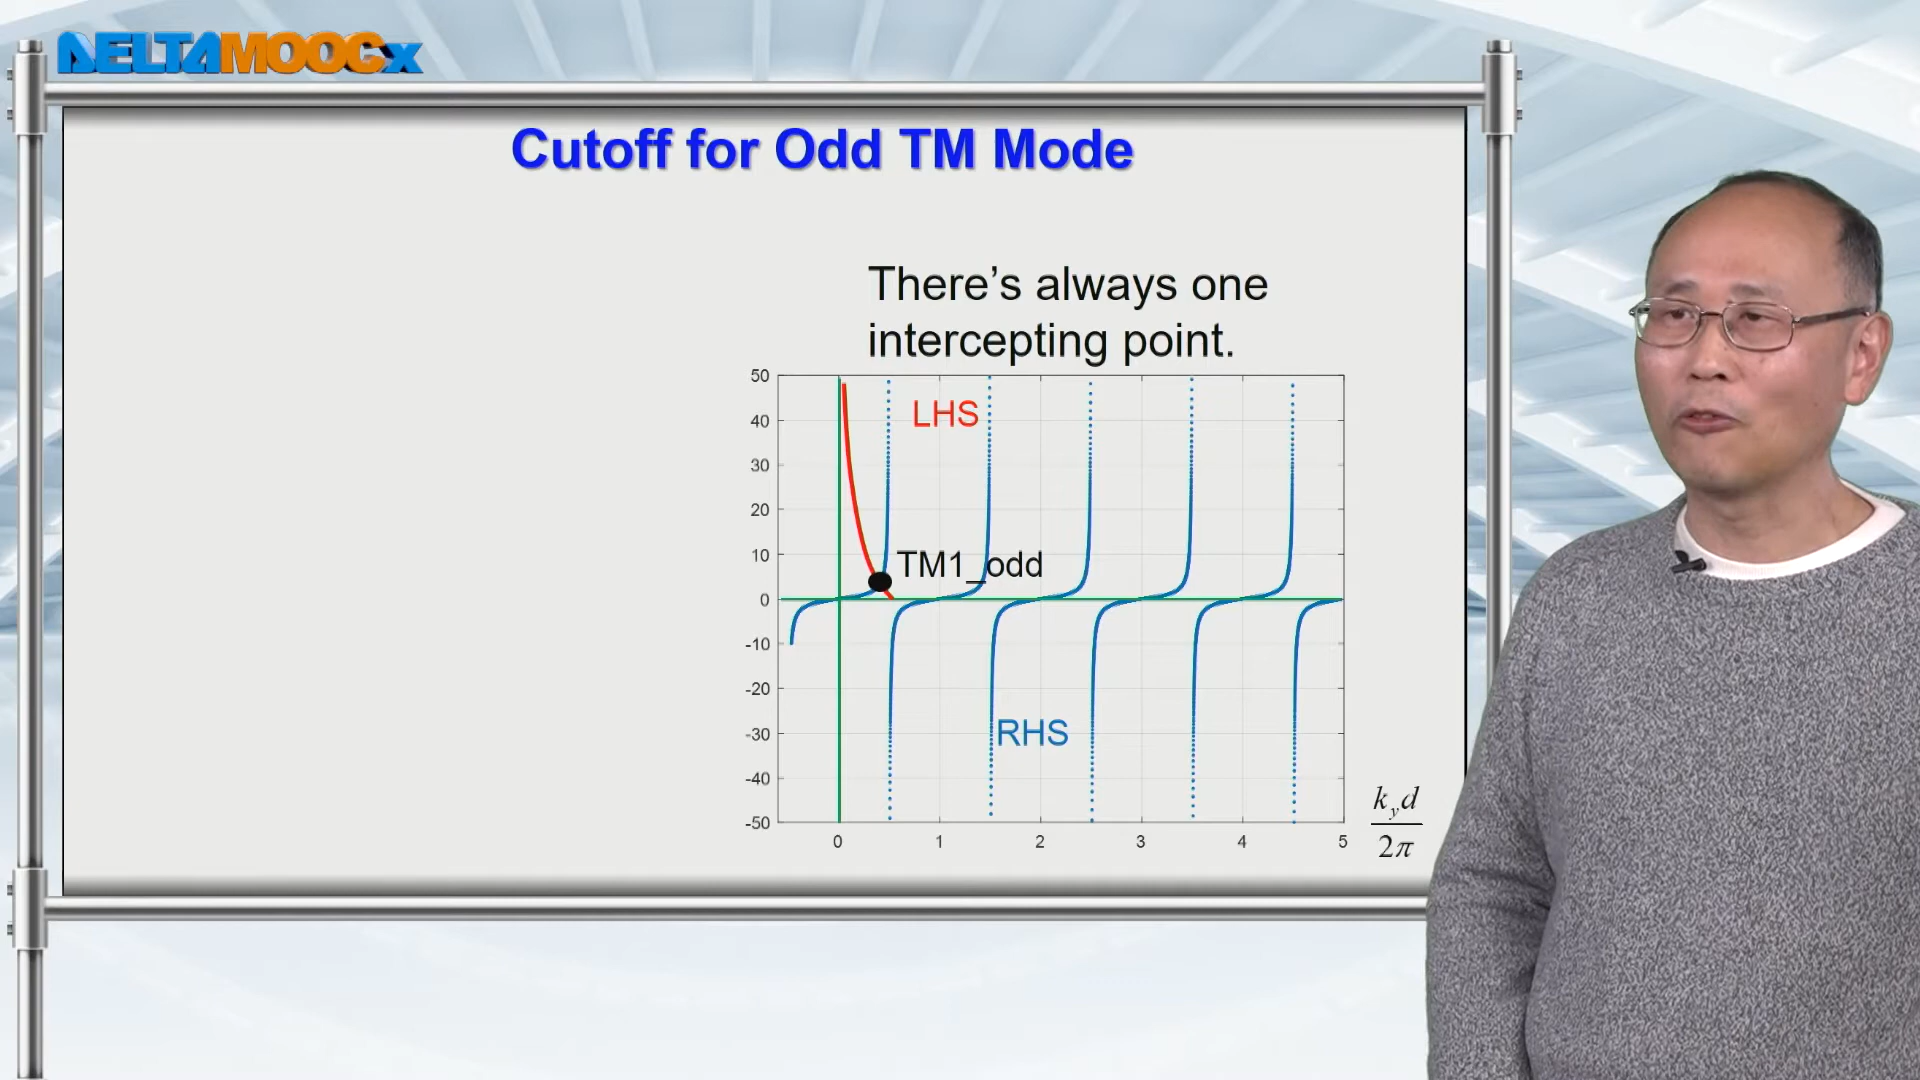 DELTAMOOCx
Cutoff for Odd TM Mode
There's always one
intercepting point.
50
40
30
20
10
0
-10
-20
-30
-40
-50
LHS
TM1_odd
RHS
0 1 2 3 4 5
k_y d
2π